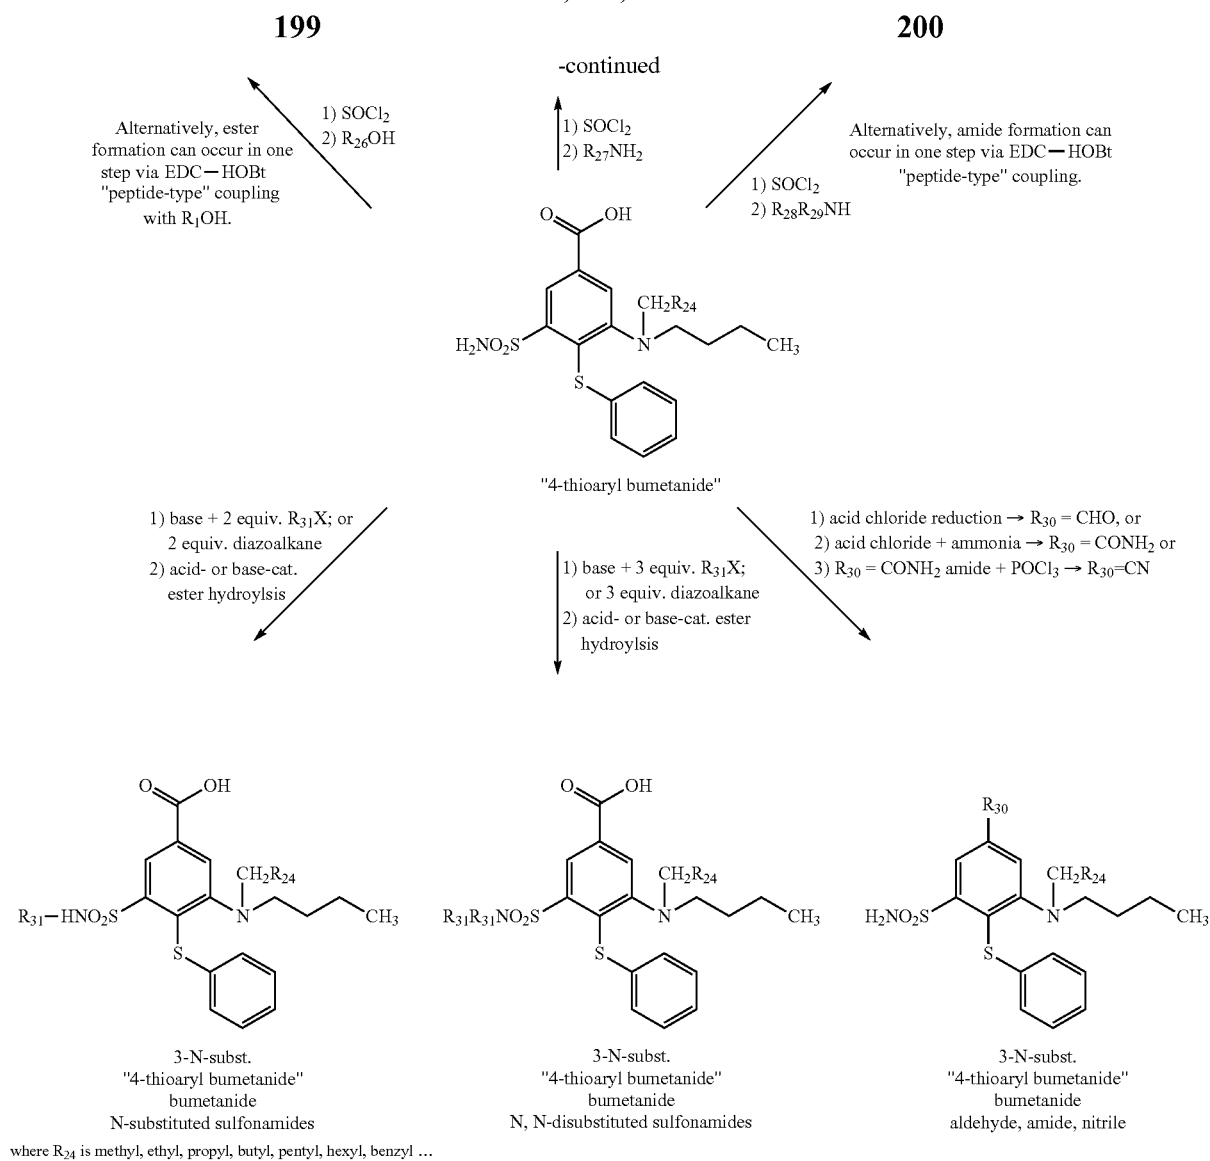 199
200
-continued
1) SOCl2
2) R26OH
Alternatively, ester
formation can occur in one
step via EDC—HOBt
"peptide-type" coupling
with R1OH.
1) SOCl2
2) R27NH2
Alternatively, amide formation can
occur in one step via EDC—HOBt
"peptide-type" coupling.
1) SOCl2
2) R28R29NH
O
OH
CH2R24
H2NO2S
N
CH3
S
"4-thioaryl bumetanide"
1) base + 2 equiv. R31X; or
2 equiv. diazoalkane
2) acid- or base-cat.
ester hydroylsis
1) base + 3 equiv. R31X;
or 3 equiv. diazoalkane
2) acid- or base-cat. ester
hydroylsis
1) acid chloride reduction → R30 = CHO, or
2) acid chloride + ammonia → R30 = CONH2 or
3) R30 = CONH2 amide + POCl3 → R30=CN
O
OH
CH2R24
R31—HNO2S
N
CH3
S
3-N-subst.
"4-thioaryl bumetanide"
bumetanide
N-substituted sulfonamides
O
OH
CH2R24
R31R31NO2S
N
CH3
S
3-N-subst.
"4-thioaryl bumetanide"
bumetanide
N, N-disubstituted sulfonamides
R30
CH2R24
H2NO2S
N
CH3
S
3-N-subst.
"4-thioaryl bumetanide"
bumetanide
aldehyde, amide, nitrile
where R24 is methyl, ethyl, propyl, butyl, pentyl, hexyl, benzyl ...